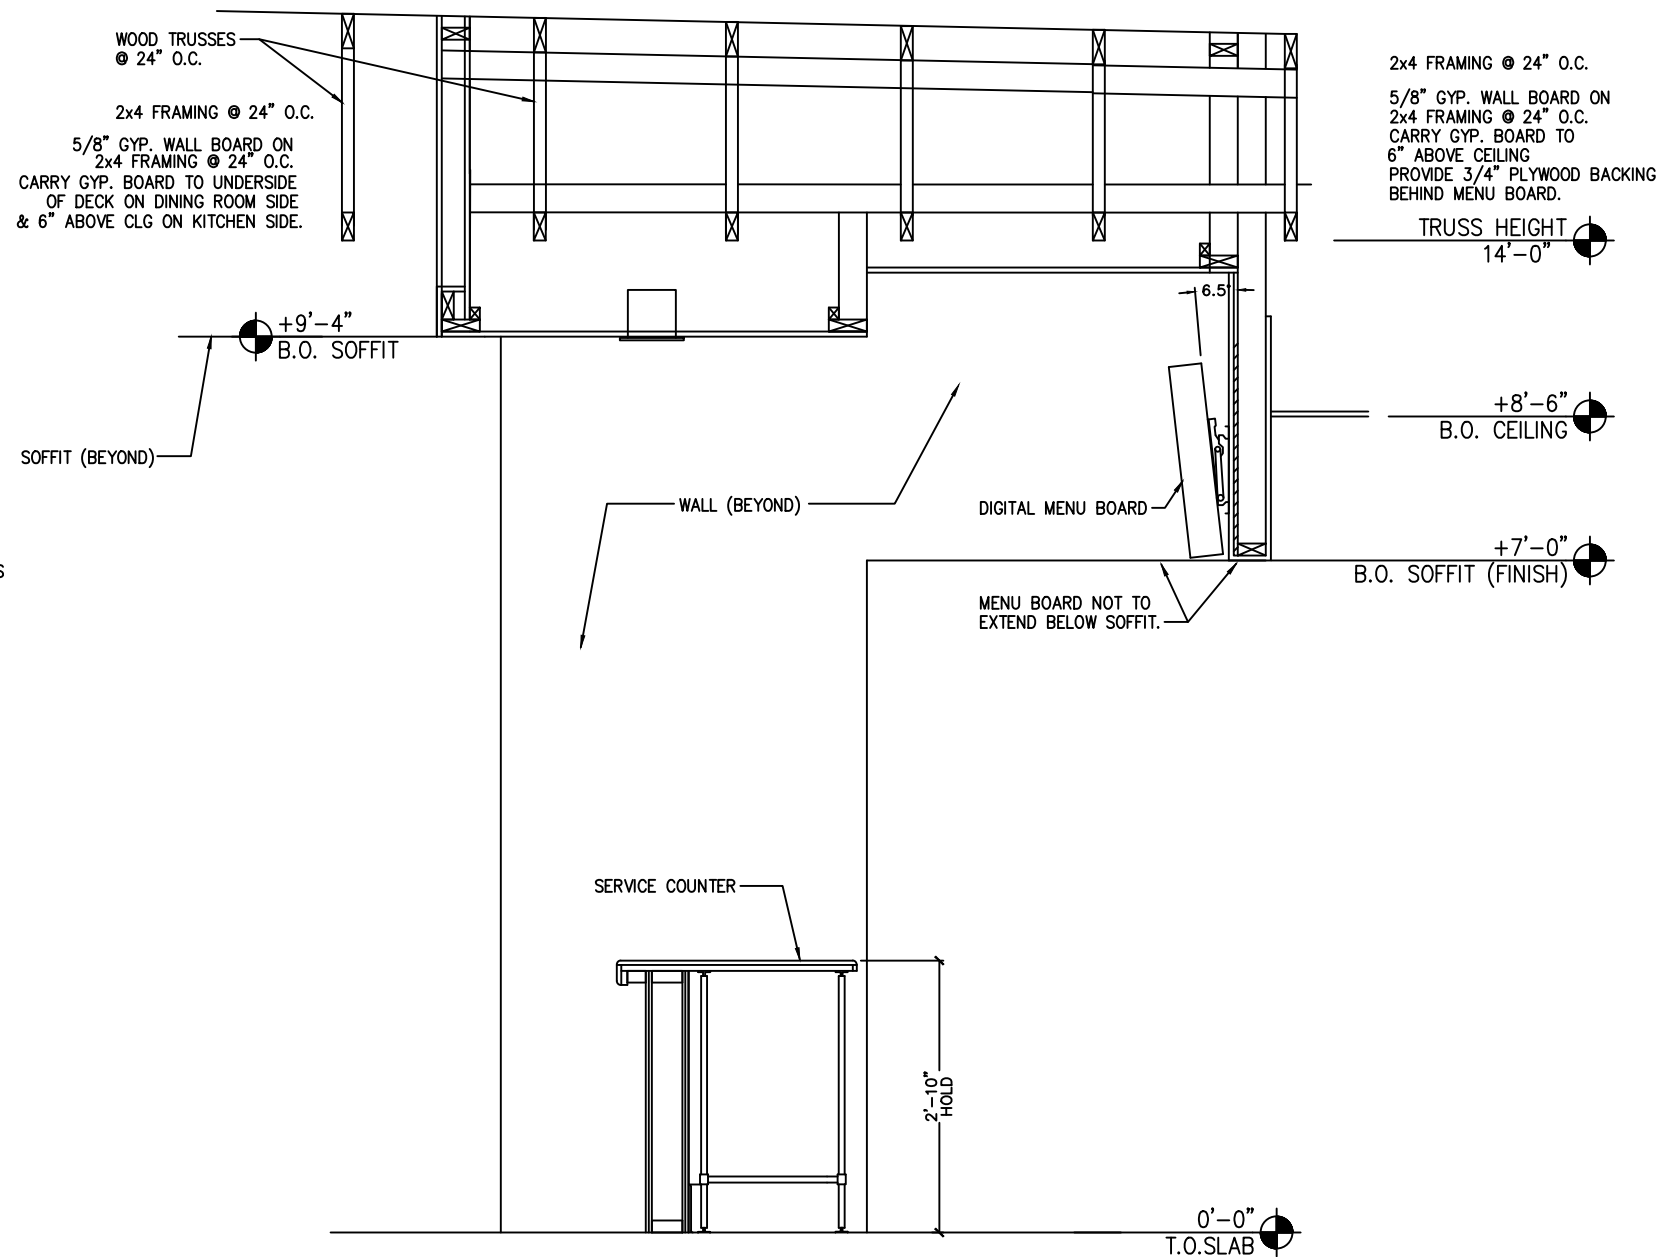 WOOD TRUSSES
@ 24" O.C.
2x4 FRAMING @ 24" O.C.
5/8" GYP. WALL BOARD ON
2x4 FRAMING @ 24" O.C.
CARRY GYP. BOARD TO UNDERSIDE
OF DECK ON DINING ROOM SIDE
& 6" ABOVE CLG ON KITCHEN SIDE.
2x4 FRAMING @ 24" O.C.
5/8" GYP. WALL BOARD ON
2x4 FRAMING @ 24" O.C.
CARRY GYP. BOARD TO
6" ABOVE CEILING
PROVIDE 3/4" PLYWOOD BACKING
BEHIND MENU BOARD.
TRUSS HEIGHT
14'-0"
6.5"
+9'-4"
B.O. SOFFIT
+8'-6"
B.O. CEILING
SOFFIT (BEYOND)
WALL (BEYOND)
DIGITAL MENU BOARD
+7'-0"
B.O. SOFFIT (FINISH)
S
MENU BOARD NOT TO
EXTEND BELOW SOFFIT.
SERVICE COUNTER
2'-10"
HOLD
0'-0"
T.O.SLAB